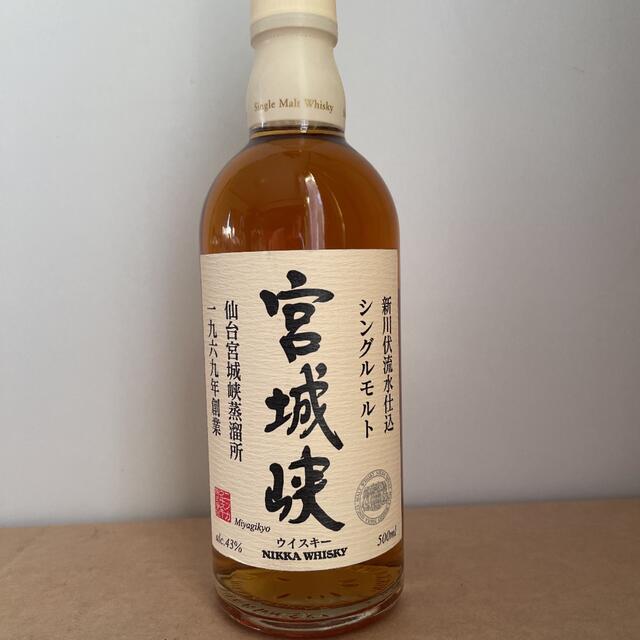 Single Malt Whisky
新川伏流水仕込
シングルモルト
宮城峡
仙台宮城峡蒸溜所
一九六九年創業
Miyagikyo
alc.43%
ウイスキー
NIKKA WHISKY
500ml